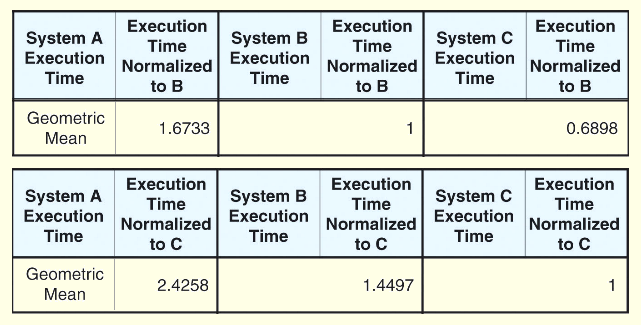 System A Execution Time Execution Time Normalized to B System B Execution Time Execution Time Normalized to B System C Execution Time Execution Time Normalized to B
Geometric Mean 1.6733 1 0.6898
System A Execution Time Execution Time Normalized to C System B Execution Time Execution Time Normalized to C System C Execution Time Execution Time Normalized to C
Geometric Mean 2.4258 1.4497 1